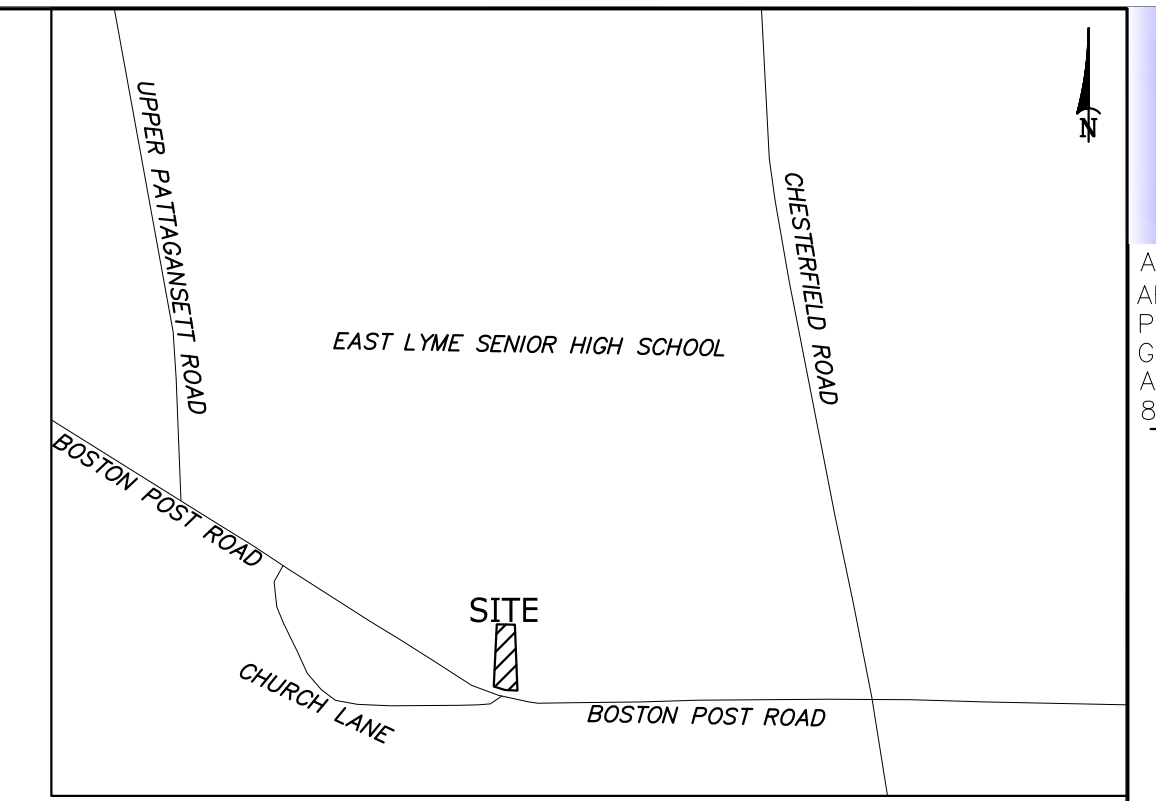 N
UPPER PATTAGANSETT ROAD
CHESTERFIELD ROAD
EAST LYME SENIOR HIGH SCHOOL
BOSTON POST ROAD
SITE
CHURCH LANE
BOSTON POST ROAD
A
P
G
A
8